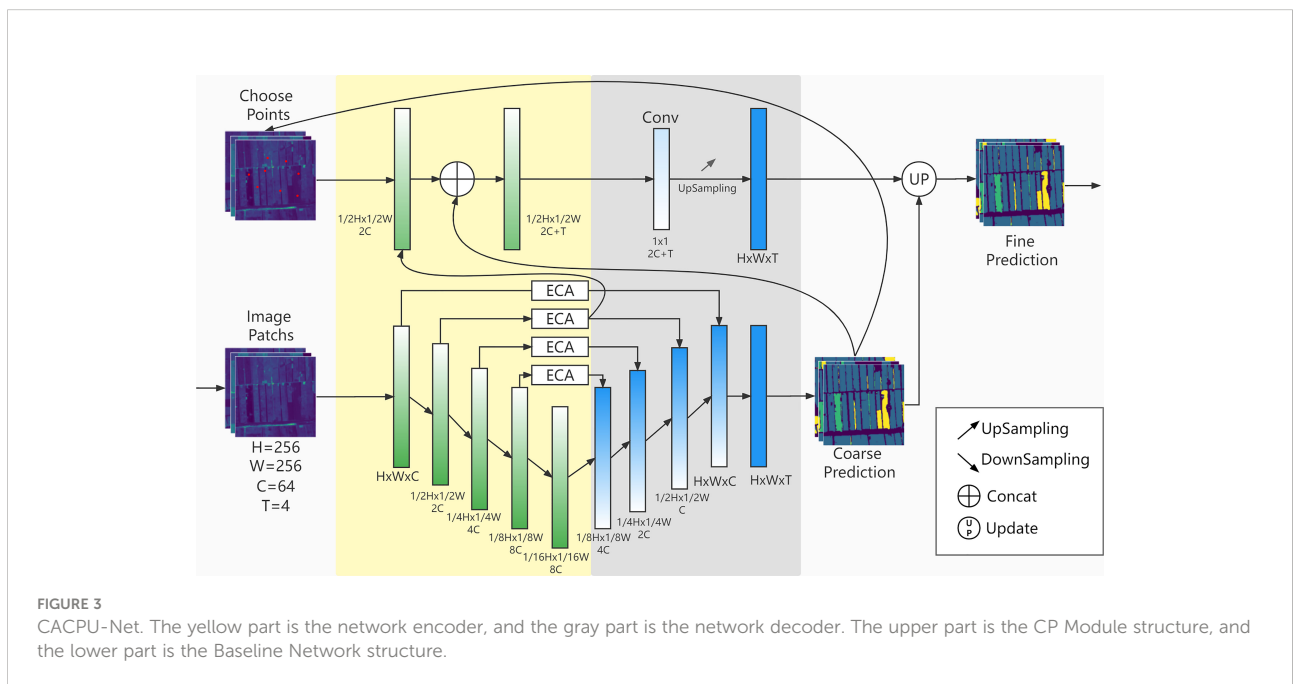 Choose
Points
1/2Hx1/2W
2C
1/2Hx1/2W
2C+T
Conv
1x1
2C+T
UpSampling
HxWxT
UP
Fine
Prediction
Image
Patchs
H=256
W=256
C=64
T=4
ECA
ECA
ECA
ECA
HxWxC
1/2Hx1/2W
2C
1/4Hx1/4W
4C
1/8Hx1/8W
8C
1/16Hx1/16W
8C
1/8Hx1/8W
4C
1/4Hx1/4W
2C
1/2Hx1/2W
C
HxWxC
HxWxT
Coarse
Prediction
UpSampling
DownSampling
Concat
U
P
Update
FIGURE 3
CACPU-Net. The yellow part is the network encoder, and the gray part is the network decoder. The upper part is the CP Module structure, and
the lower part is the Baseline Network structure.